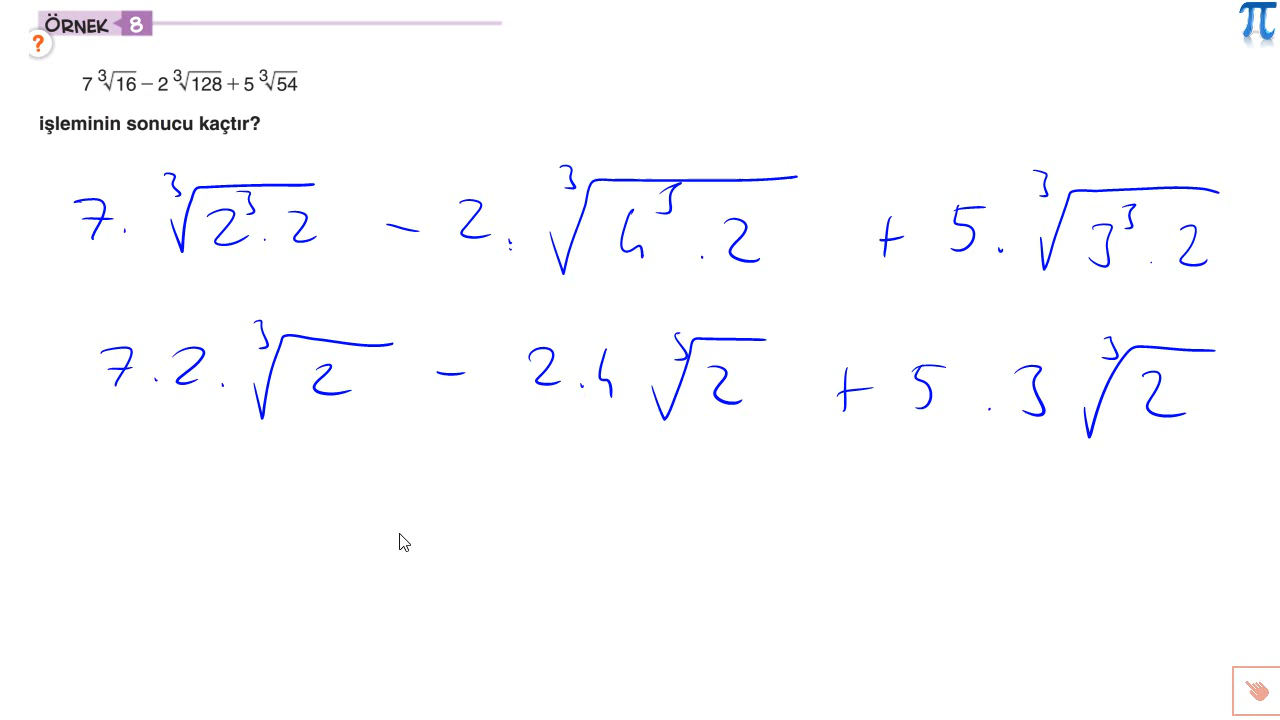 ÖRNEK 8
?
π
7 ∛16 – 2 ∛128 + 5 ∛54
işleminin sonucu kaçtır?
7. ∛(2³.2) – 2. ∛(4³.2) + 5. ∛(3³.2)
7.2. ∛2 – 2.4 ∛2 + 5.3 ∛2